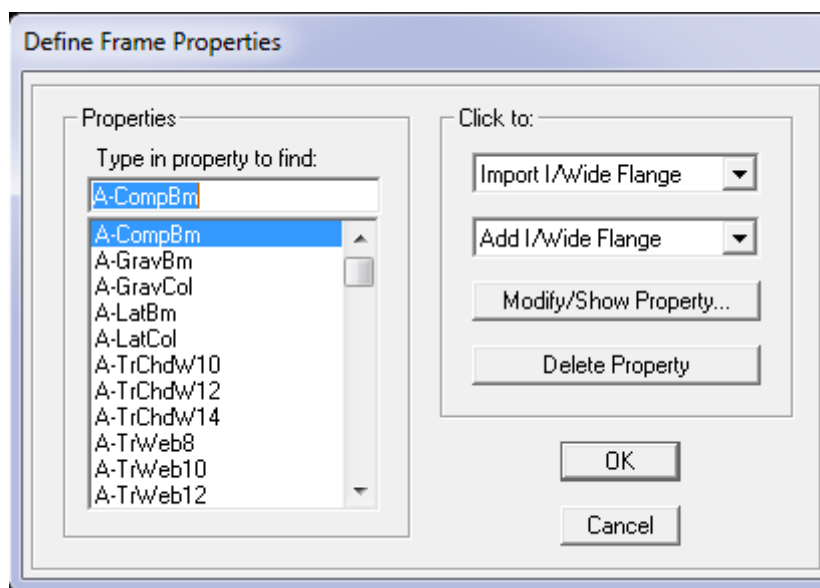 Define Frame Properties
Properties
Type in property to find:
A-CompBm
A-CompBm
A-GravBm
A-GravCol
A-LatBm
A-LatCol
A-TrChdW10
A-TrChdW12
A-TrChdW14
A-TrWeb8
A-TrWeb10
A-TrWeb12
Click to:
Import I/Wide Flange
Add I/Wide Flange
Modify/Show Property...
Delete Property
OK
Cancel